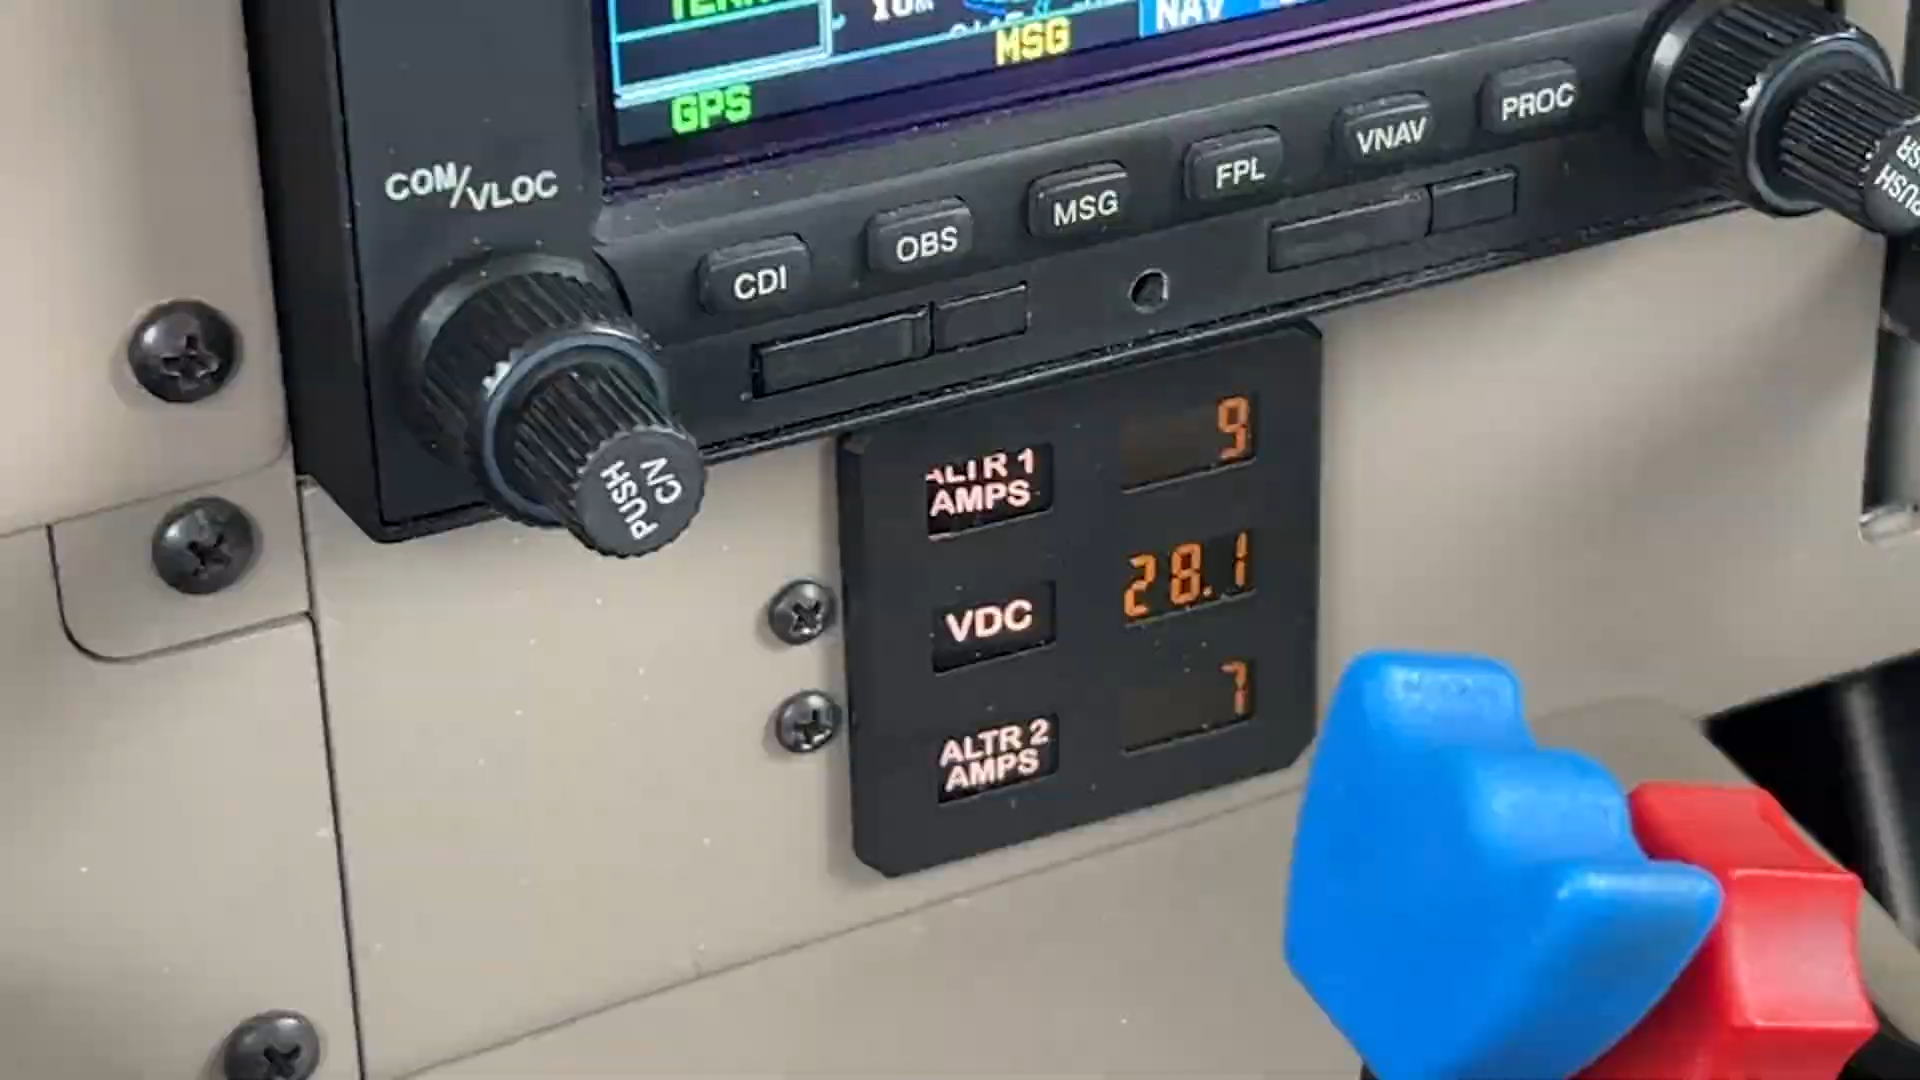 NAV
MSG
GPS
COM/VLOC
CDI
OBS
MSG
FPL
VNAV
PROC
PUSH
C/V
PUSH
ALTR 1
AMPS
9
VDC
28.1
ALTR 2
AMPS
7